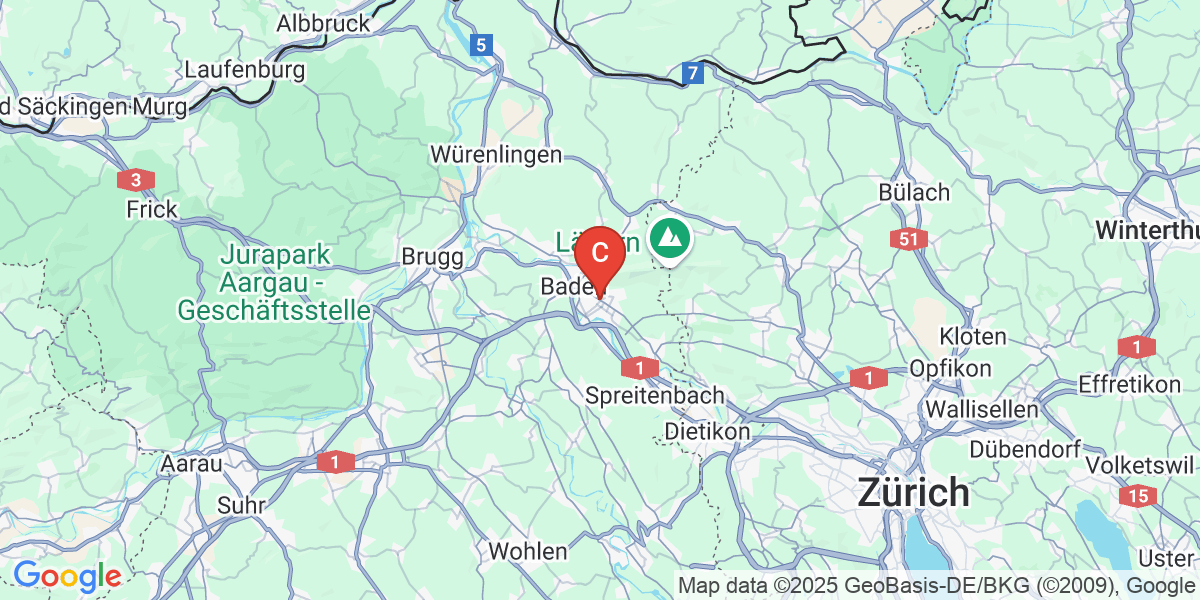 Albbruck
5
Laufenburg
7
d Säckingen
Murg
Würenlingen
3
Frick
Bülach
51
Winterthu
Jurapark
Aargau -
Geschäftsstelle
Brugg
C
Baden
Kloten
1
1
Opfikon
1
Effretikon
Spreitenbach
Wallisellen
Dietikon
Dübendorf
Aarau
1
Volketswil
Suhr
Zürich
15
Wohlen
Uster
Google
Map data ©2025 GeoBasis-DE/BKG (©2009), Google